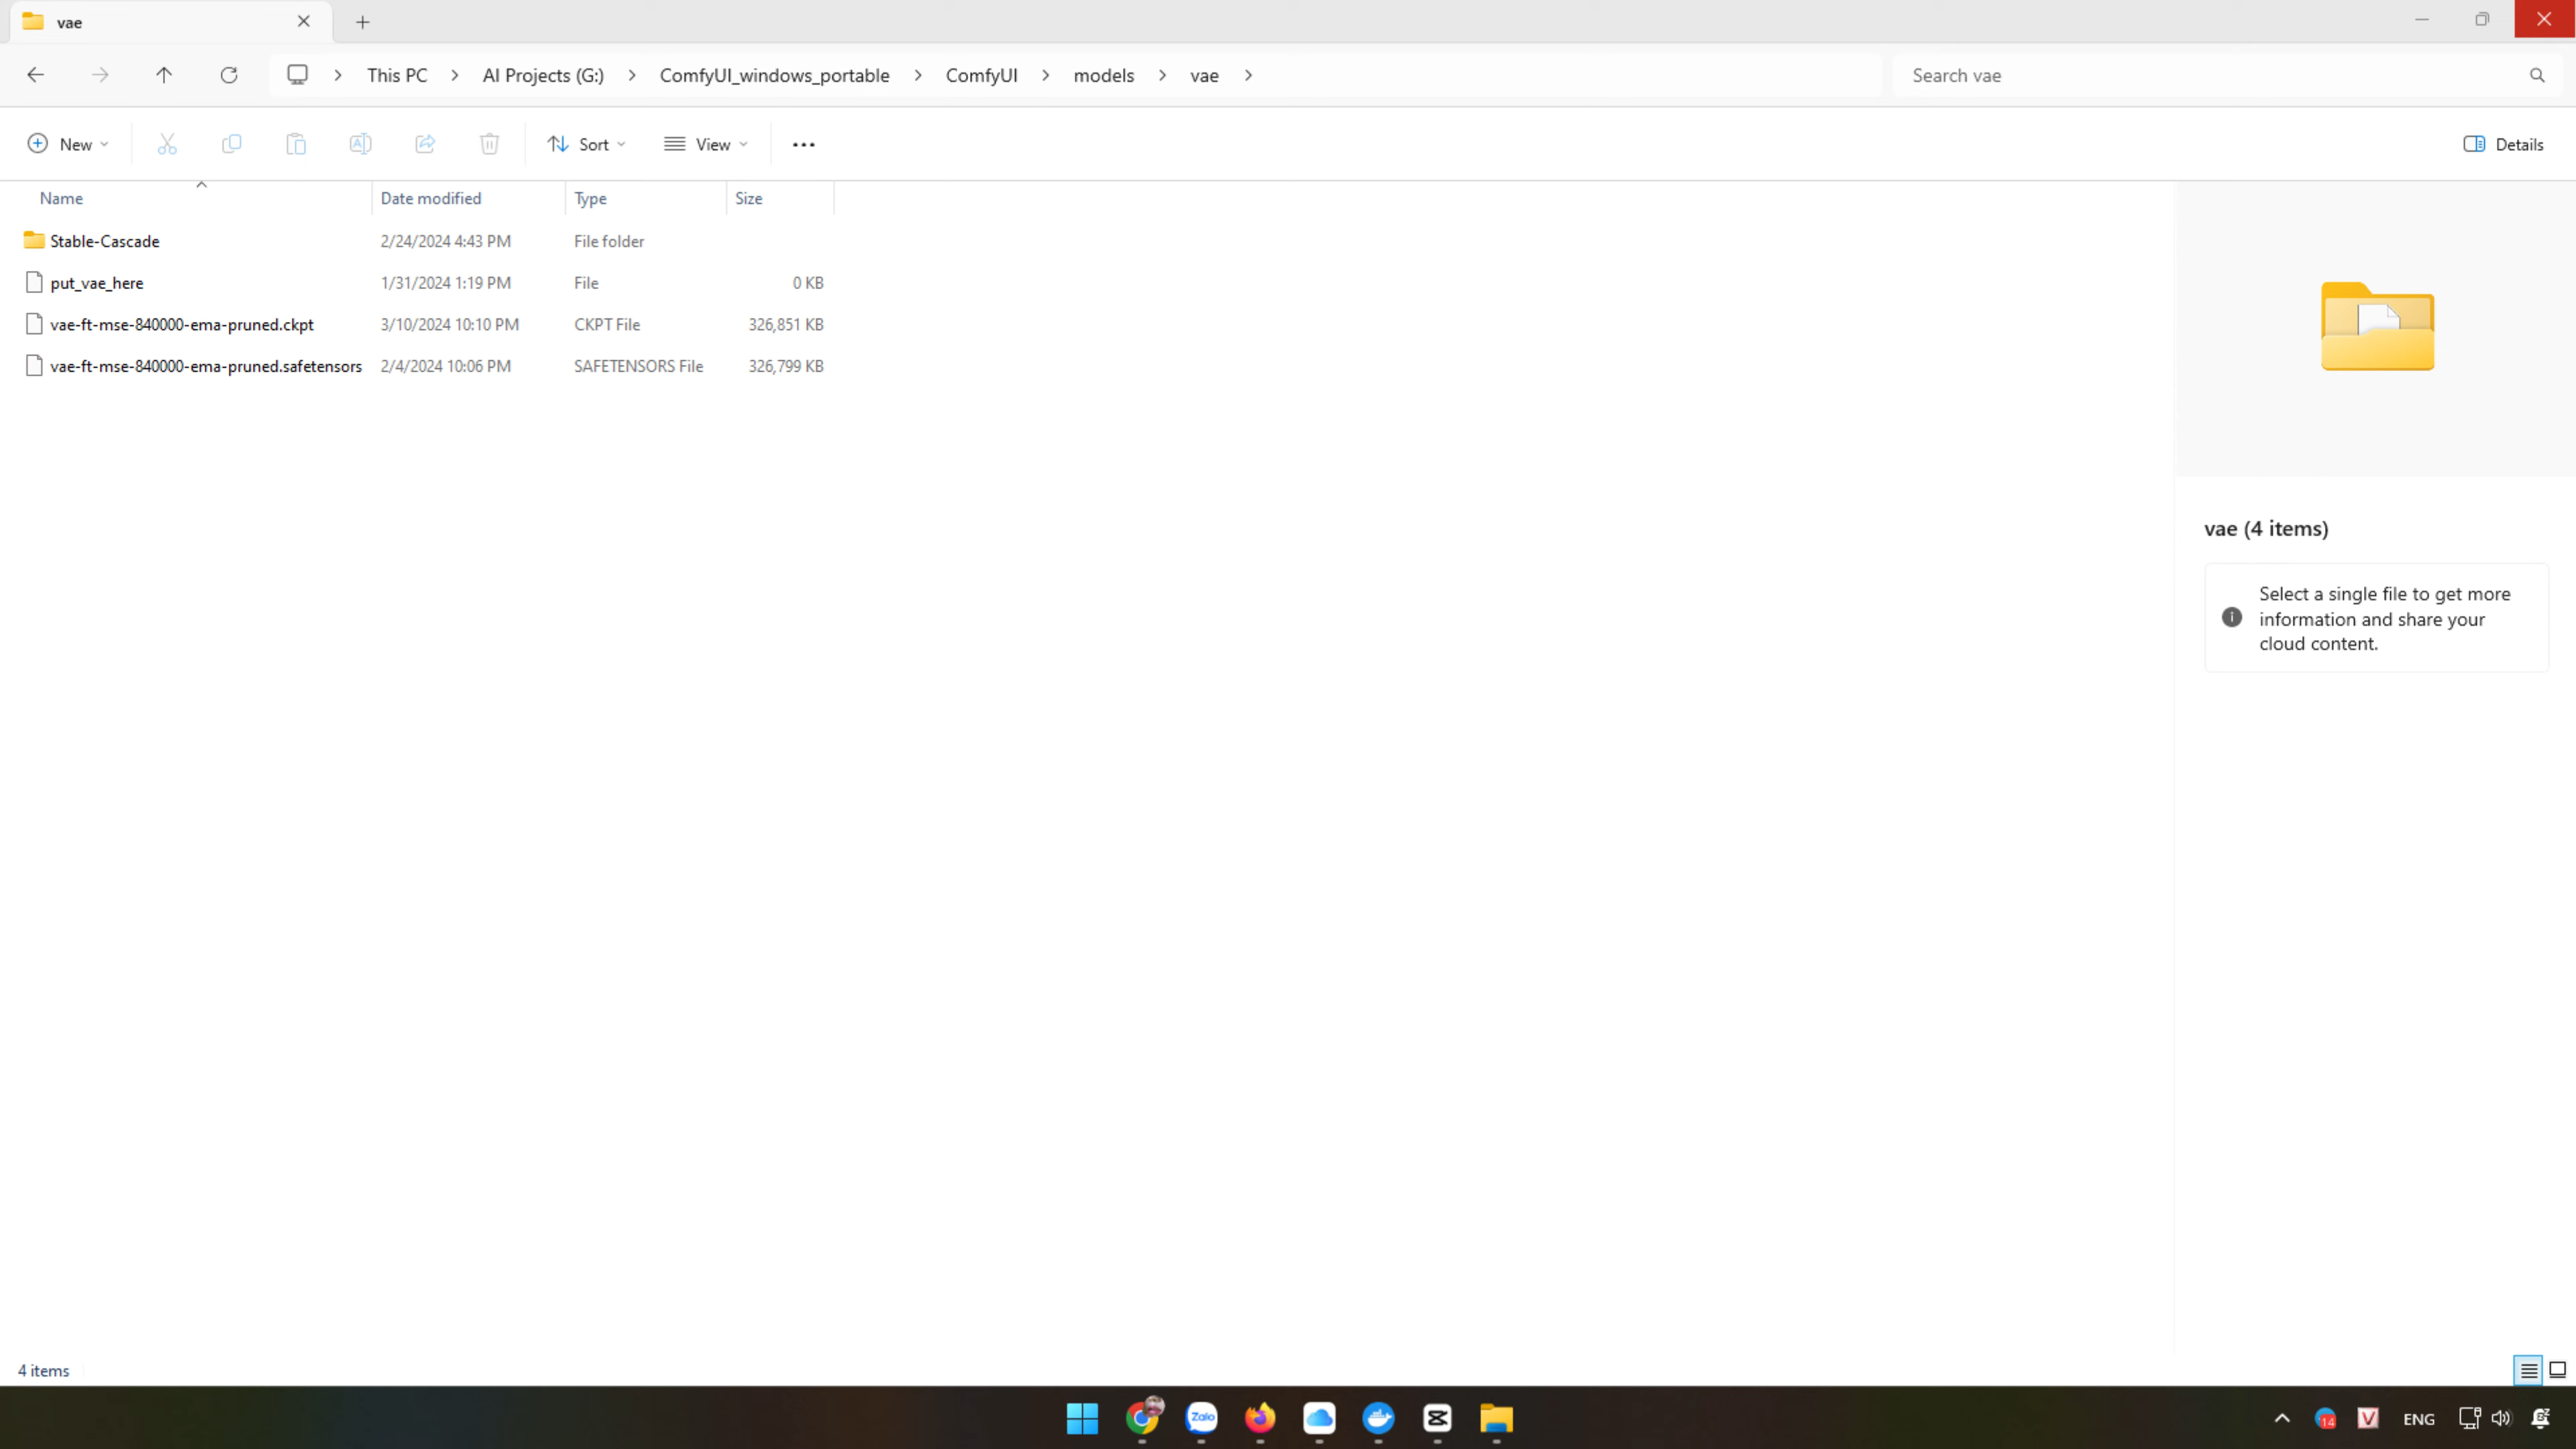 vae
This PC > AI Projects (G:) > ComfyUI_windows_portable > ComfyUI > models > vae >
Search vae
New
Sort
View
Details
Name Date modified Type Size
Stable-Cascade 2/24/2024 4:43 PM File folder
put_vae_here 1/31/2024 1:19 PM File 0 KB
vae-ft-mse-840000-ema-pruned.ckpt 3/10/2024 10:10 PM CKPT File 326,851 KB
vae-ft-mse-840000-ema-pruned.safetensors 2/4/2024 10:06 PM SAFETENSORS File 326,799 KB
vae (4 items)
Select a single file to get more
information and share your
cloud content.
4 items
Zalo
14
V
ENG